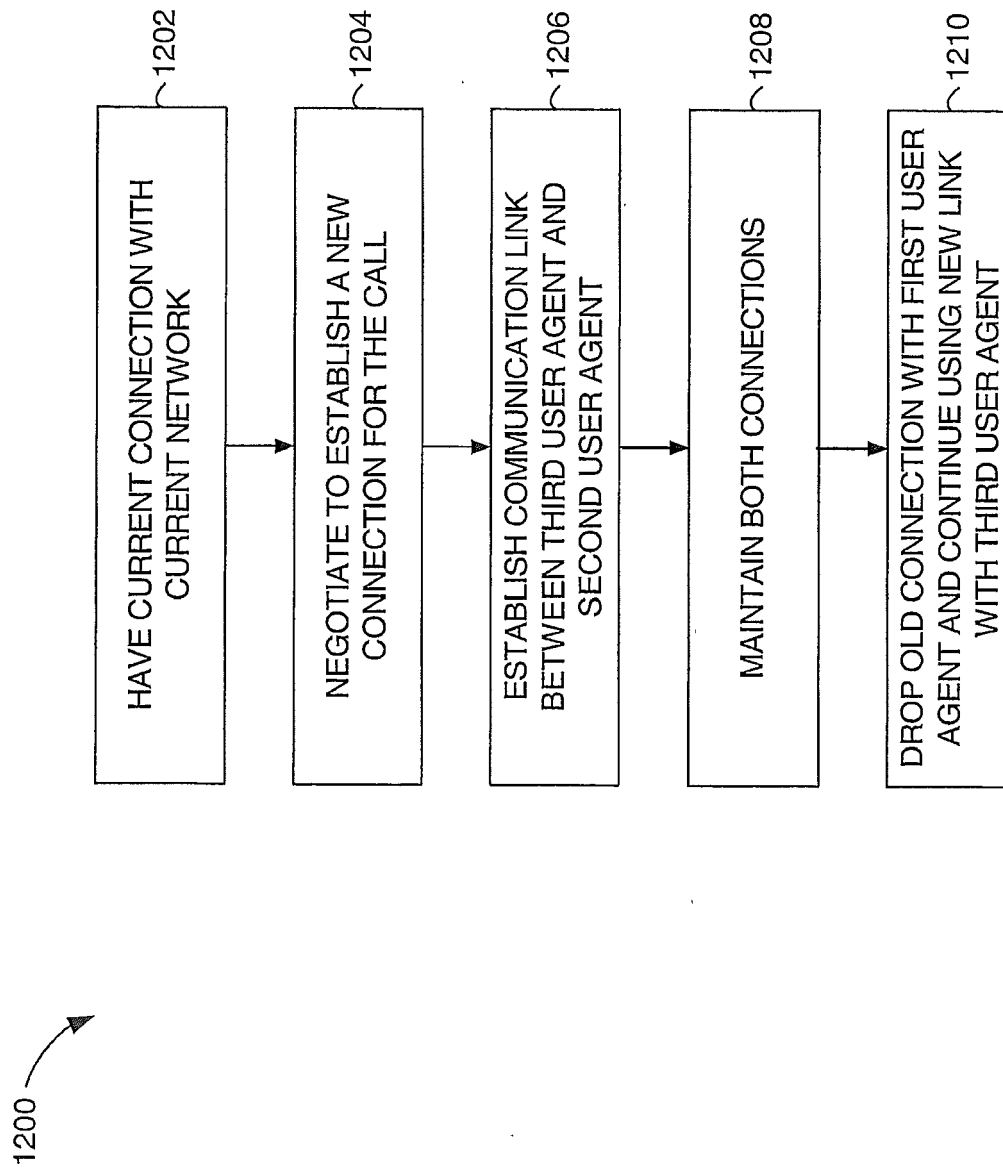 1200
HAVE CURRENT CONNECTION WITH
CURRENT NETWORK
1202
NEGOTIATE TO ESTABLISH A NEW
CONNECTION FOR THE CALL
1204
ESTABLISH COMMUNICATION LINK
BETWEEN THIRD USER AGENT AND
SECOND USER AGENT
1206
MAINTAIN BOTH CONNECTIONS
1208
DROP OLD CONNECTION WITH FIRST USER
AGENT AND CONTINUE USING NEW LINK
WITH THIRD USER AGENT
1210